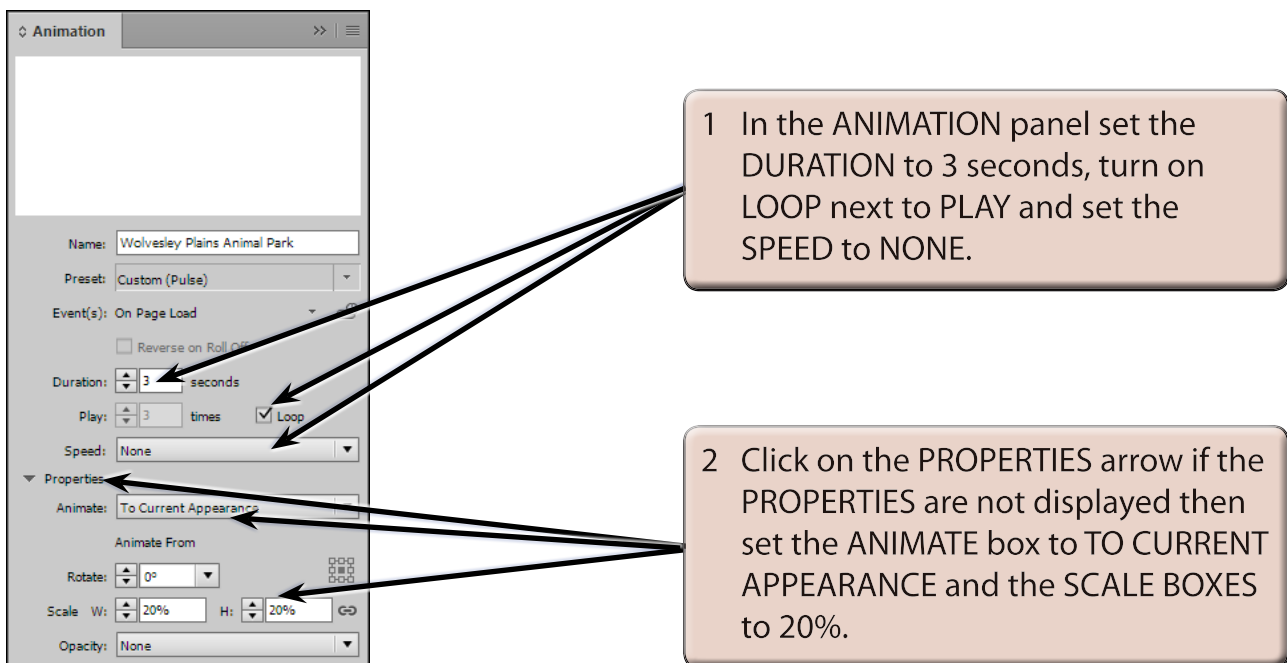 Animation
Name: Wolvesley Plains Animal Park
Preset: Custom (Pulse)
Event(s): On Page Load
Reverse on Roll Off
Duration: 3 seconds
Play: 3 times Loop
Speed: None
Properties
Animate: To Current Appearance
Animate From
Rotate: 0°
Scale W: 20% H: 20%
Opacity: None
1 In the ANIMATION panel set the
DURATION to 3 seconds, turn on
LOOP next to PLAY and set the
SPEED to NONE.
2 Click on the PROPERTIES arrow if the
PROPERTIES are not displayed then
set the ANIMATE box to TO CURRENT
APPEARANCE and the SCALE BOXES
to 20%.